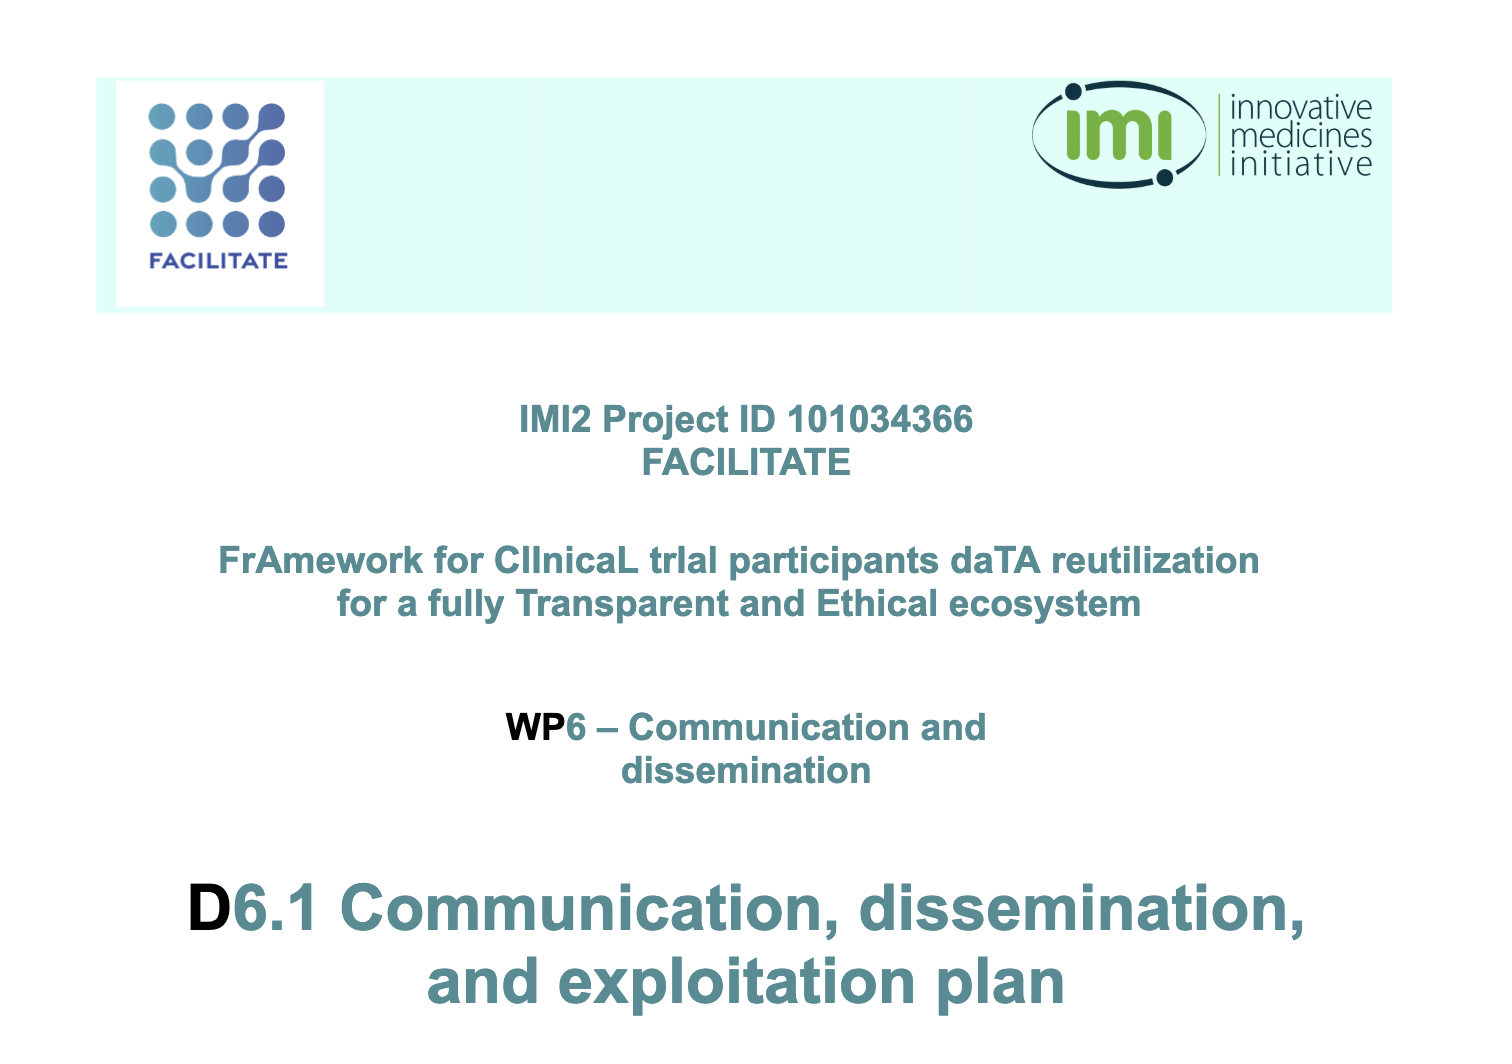 FACILITATE
imi
innovative
medicines
initiative
IMI2 Project ID 101034366
FACILITATE
FrAmework for ClInicaL trIal participants daTA reutilization
for a fully Transparent and Ethical ecosystem
WP6 – Communication and
dissemination
D6.1 Communication, dissemination,
and exploitation plan